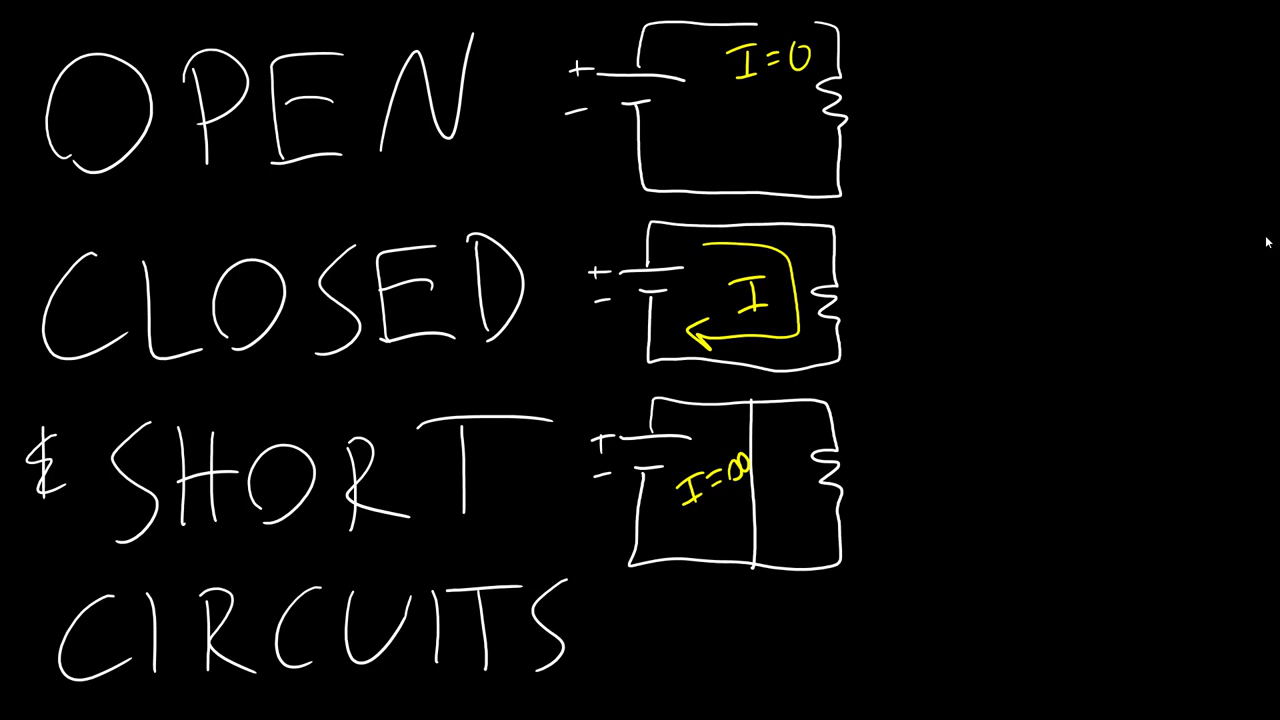 OPEN
+
-
I=0
CLOSED
+
-
I
& SHORT
+
-
I=∞
CIRCUITS